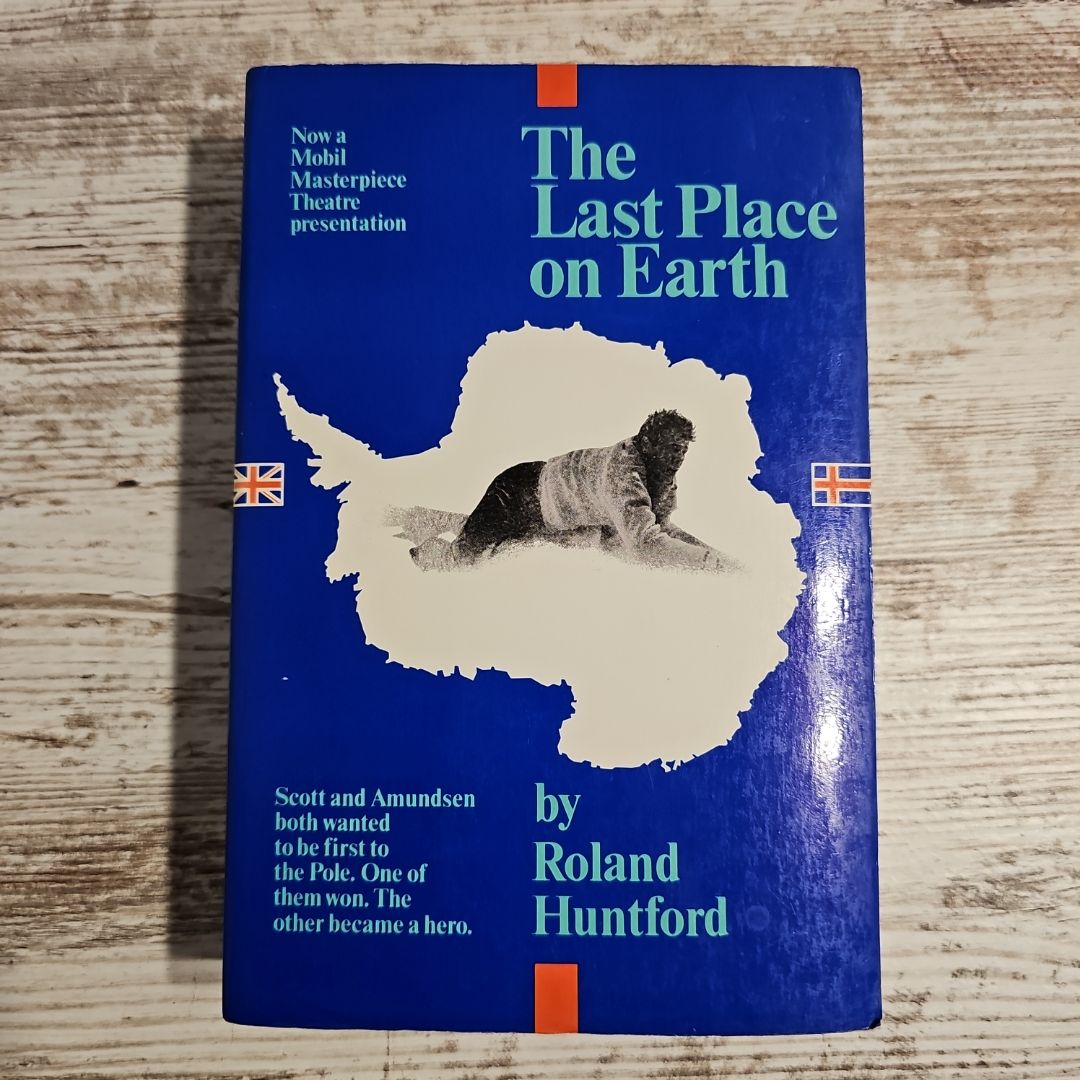 Now a
Mobil
Masterpiece
Theatre
presentation
The
Last Place
on Earth
Scott and Amundsen
both wanted
to be first to
the Pole. One of
them won. The
other became a hero.
by
Roland
Huntford